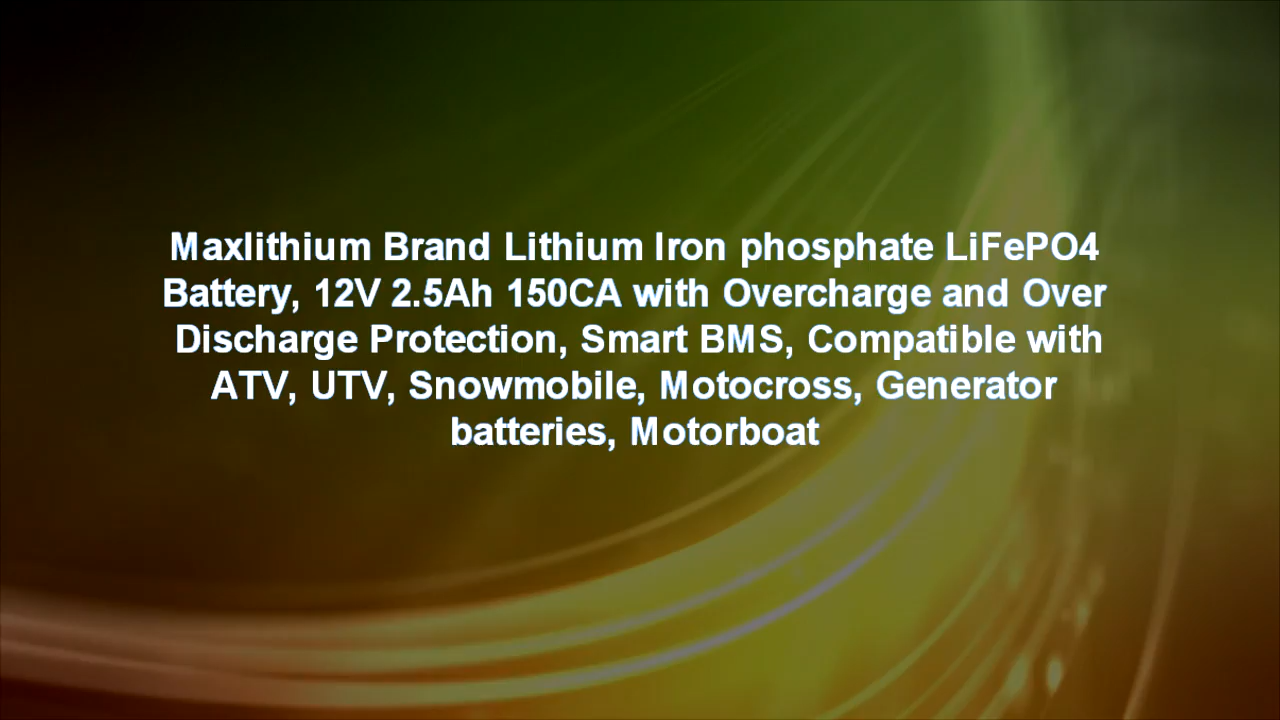 Maxlithium Brand Lithium Iron phosphate LiFePO4
Battery, 12V 2.5Ah 150CA with Overcharge and Over
Discharge Protection, Smart BMS, Compatible with
ATV, UTV, Snowmobile, Motocross, Generator
batteries, Motorboat